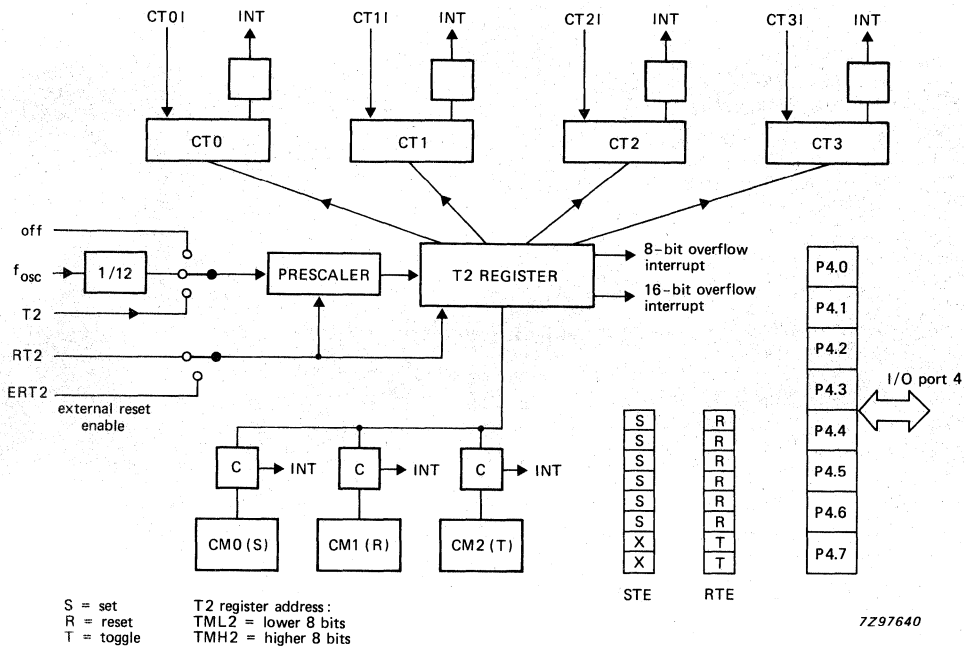 CT0I INT CT1I INT CT2I INT CT3I INT
CT0 CT1 CT2 CT3
off
fosc
1/12
PRESCALER
T2 REGISTER
8-bit overflow
interrupt
16-bit overflow
interrupt
T2
RT2
ERT2
external reset
enable
C INT C INT C INT
CM0 (S) CM1 (R) CM2 (T)
S
S
S
S
S
S
X
X
STE
R
R
R
R
R
R
T
T
RTE
P4.0
P4.1
P4.2
P4.3
P4.4
P4.5
P4.6
P4.7
I/O port 4
S = set
R = reset
T = toggle
T2 register address:
TML2 = lower 8 bits
TMH2 = higher 8 bits
7Z97640